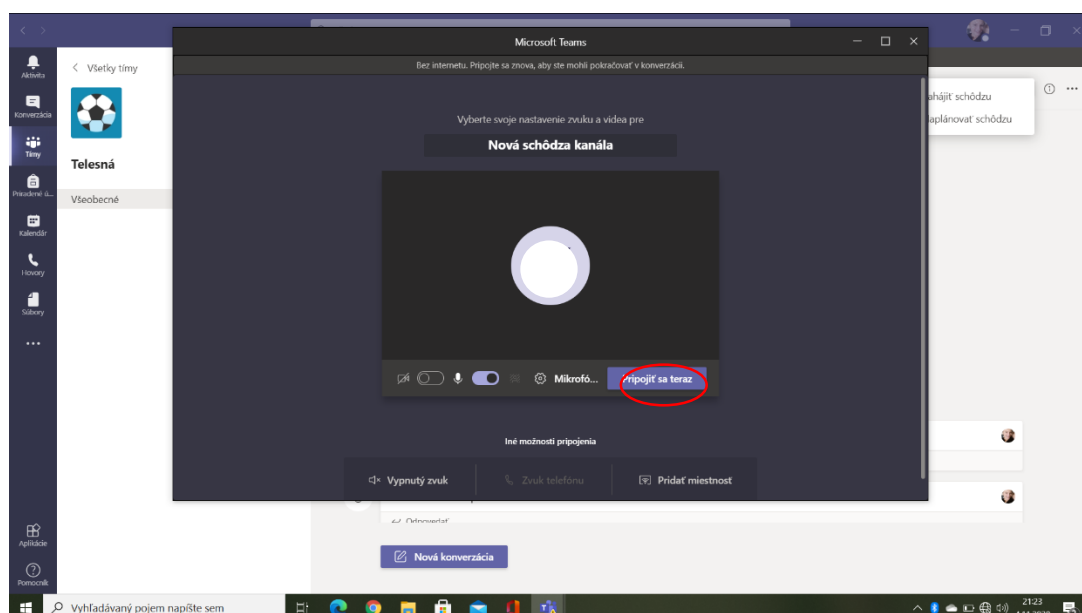 Microsoft Teams
Bez internetu. Pripojte sa znova, aby ste mohli pokračovať v konverzácii.
Aktivita
Konverzácia
Tímy
Priradené ú...
Kalendár
Hovory
Súbory
Aplikácie
Pomocník
Všetky tímy
Telesná
Všeobecné
Vyberte svoje nastavenie zvuku a videa pre
Nová schôdza kanála
Mikrofó...
Pripojiť sa teraz
Iné možnosti pripojenia
Vypnutý zvuk
Zvuk telefónu
Pridať miestnosť
ahájiť schôdzu
laplánovať schôdzu
Odpovedať
Nová konverzácia
Vyhľadávaný pojem napíšte sem
21:23